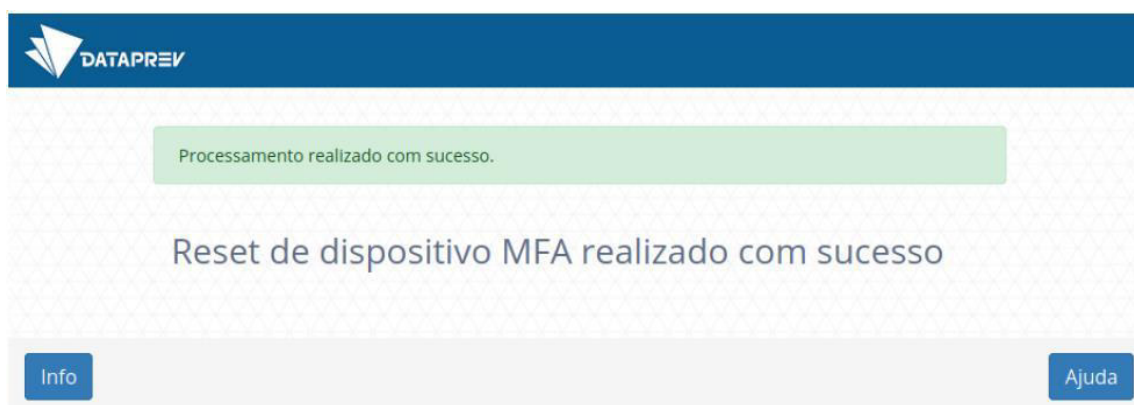 DATAPREV
Processamento realizado com sucesso.
Reset de dispositivo MFA realizado com sucesso
Info
Ajuda